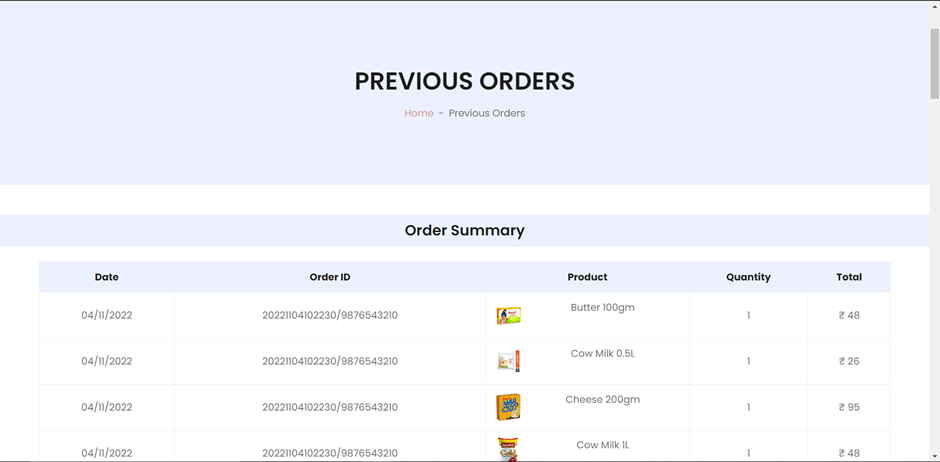 PREVIOUS ORDERS
Home - Previous Orders
Order Summary
Date Order ID Product Quantity Total
04/11/2022 20221104102230/9876543210 Butter 100gm 1 ₹ 48
04/11/2022 20221104102230/9876543210 Cow Milk 0.5L 1 ₹ 26
04/11/2022 20221104102230/9876543210 Cheese 200gm 1 ₹ 95
04/11/2022 20221104102230/9876543210 Cow Milk 1L 1 ₹ 48